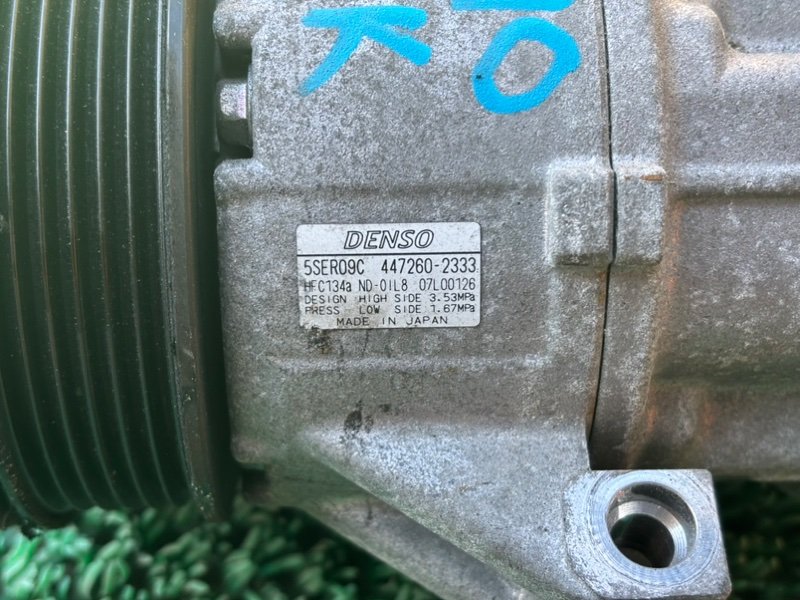 10
K
DENSO
5SER09C 447260-2333
HFC134a ND-OIL8 07L00126
DESIGN HIGH SIDE 3.53MPa
PRESS LOW SIDE 1.67MPa
MADE IN JAPAN